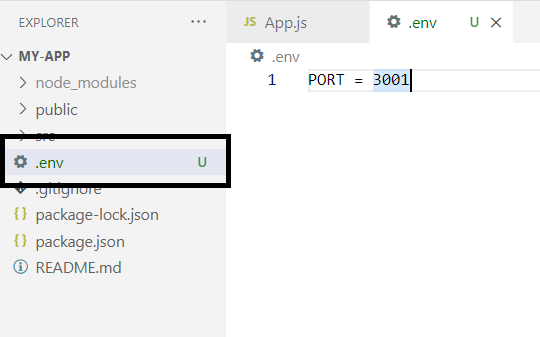 EXPLORER ...
MY-APP
node_modules
public
src
.env U
.gitignore
package-lock.json
package.json
README.md
JS App.js
.env U
.env
1 PORT = 3001